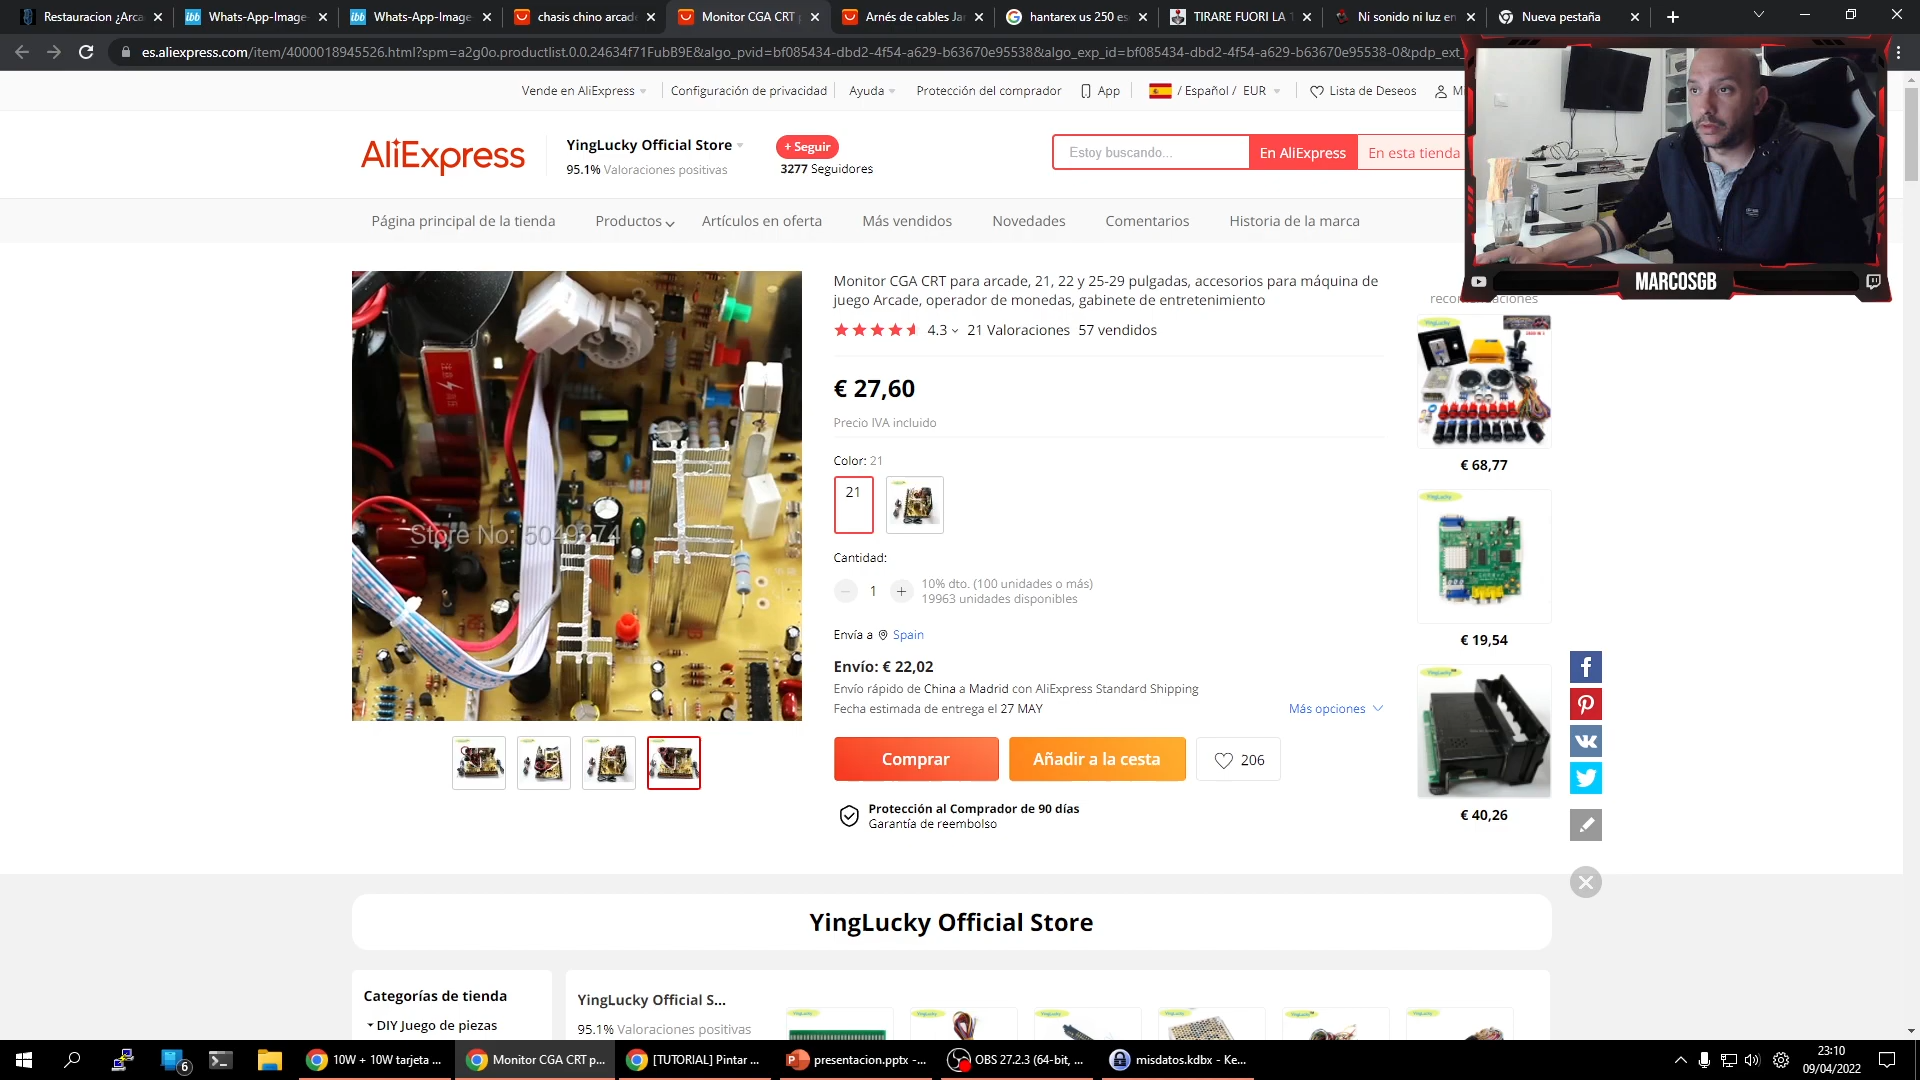 Restauracion ¿Arca
Whats-App-Image
Whats-App-Image
chasis chino arcade
Monitor CGA CRT p
Arnés de cables Ja
hantarex us 250 es
TIRARE FUORI LA T
Ni sonido ni luz en
Nueva pestaña
es.aliexpress.com/item/4000018945526.html?spm=a2g0o.productlist.0.0.24634f71FubB9E&algo_pvid=bf085434-dbd2-4f54-a629-b63670e95538&algo_exp_id=bf085434-dbd2-4f54-a629-b63670e95538-0&pdp_ext_
Vende en AliExpress
Configuración de privacidad
Ayuda
Protección del comprador
App
/ Español / EUR
Lista de Deseos
AliExpress
YingLucky Official Store
95.1% Valoraciones positivas
+ Seguir
3277 Seguidores
Estoy buscando...
En AliExpress
En esta tienda
Página principal de la tienda
Productos
Artículos en oferta
Más vendidos
Novedades
Comentarios
Historia de la marca
MARCOSGB
Monitor CGA CRT para arcade, 21, 22 y 25-29 pulgadas, accesorios para máquina de
juego Arcade, operador de monedas, gabinete de entretenimiento
4.3 21 Valoraciones 57 vendidos
€ 27,60
Precio IVA incluido
Color: 21
21
Cantidad:
1
10% dto. (100 unidades o más)
19963 unidades disponibles
Envía a Spain
Envío: € 22,02
Envío rápido de China a Madrid con AliExpress Standard Shipping
Fecha estimada de entrega el 27 MAY
Más opciones
Comprar
Añadir a la cesta
206
Protección al Comprador de 90 días
Garantía de reembolso
Store No: 5049274
€ 68,77
€ 19,54
€ 40,26
YingLucky Official Store
Categorías de tienda
DIY Juego de piezas
YingLucky Official S...
95.1% Valoraciones positivas
6
10W + 10W tarjeta ...
Monitor CGA CRT p...
[TUTORIAL] Pintar ...
presentacion.pptx -...
OBS 27.2.3 (64-bit, ...
misdatos.kdbx - Ke...
23:10
09/04/2022